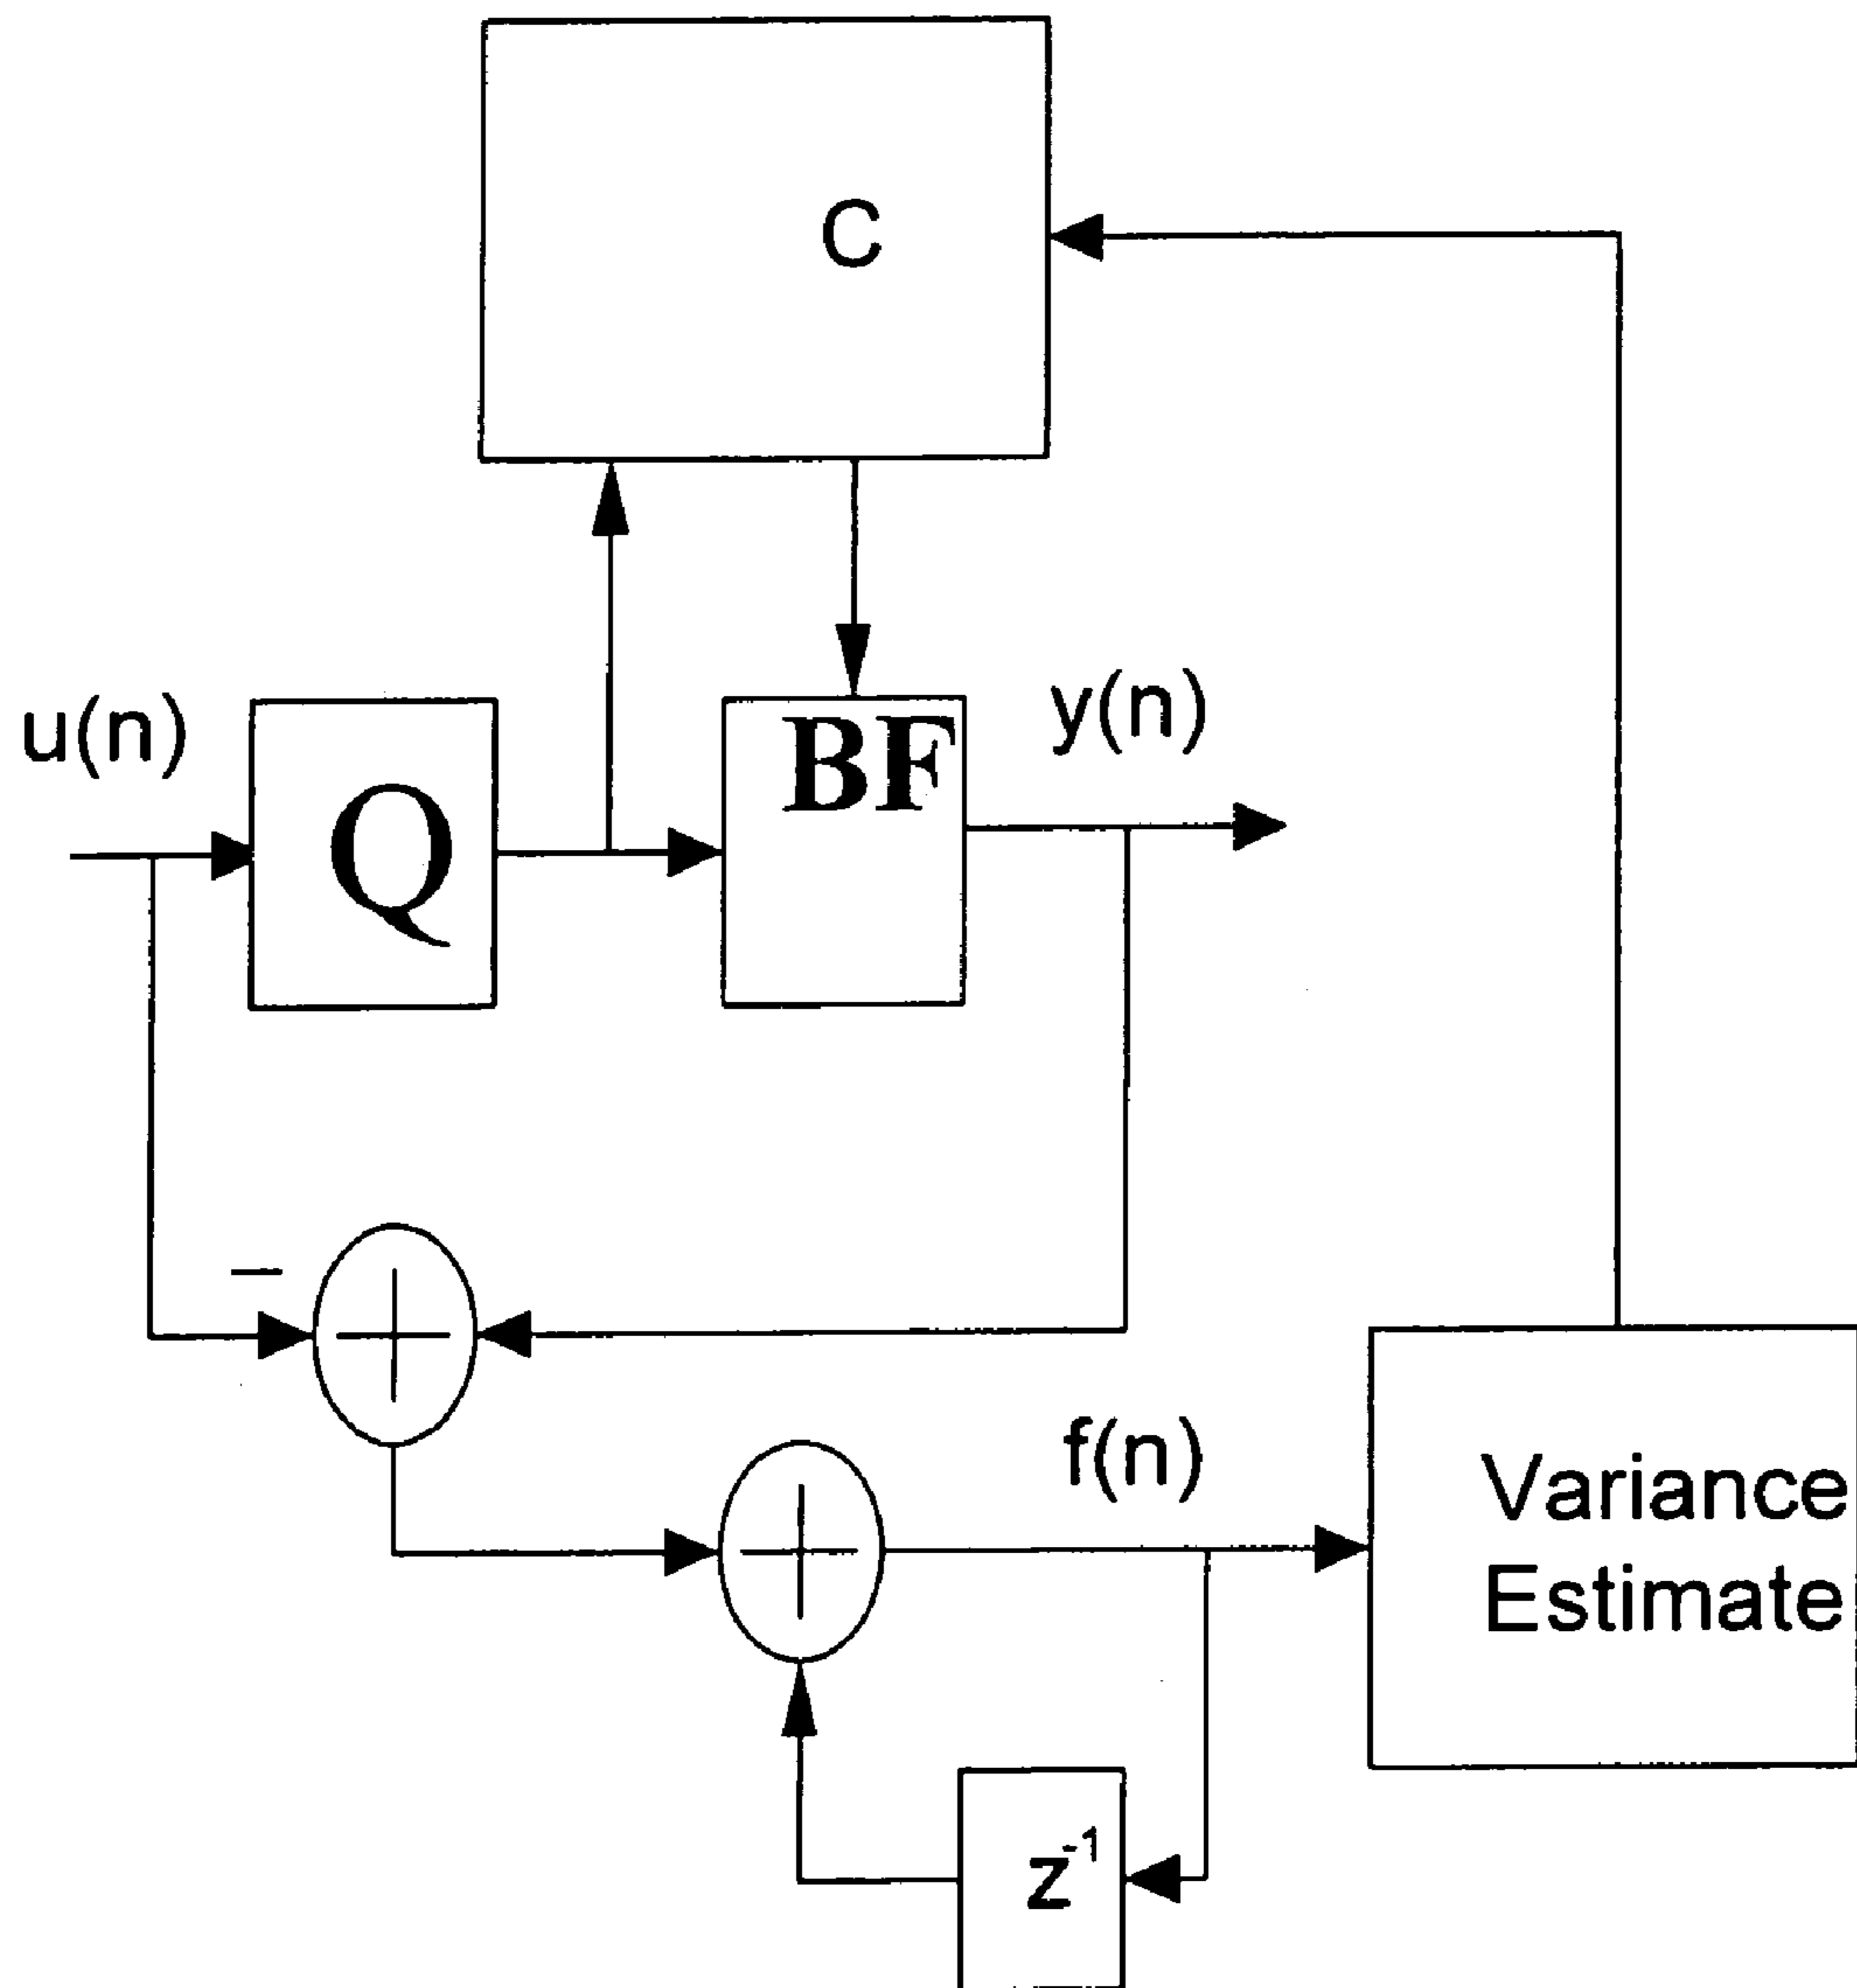 C
u(n)
Q
BF
y(n)
−
f(n)
Variance
Estimate
z⁻¹